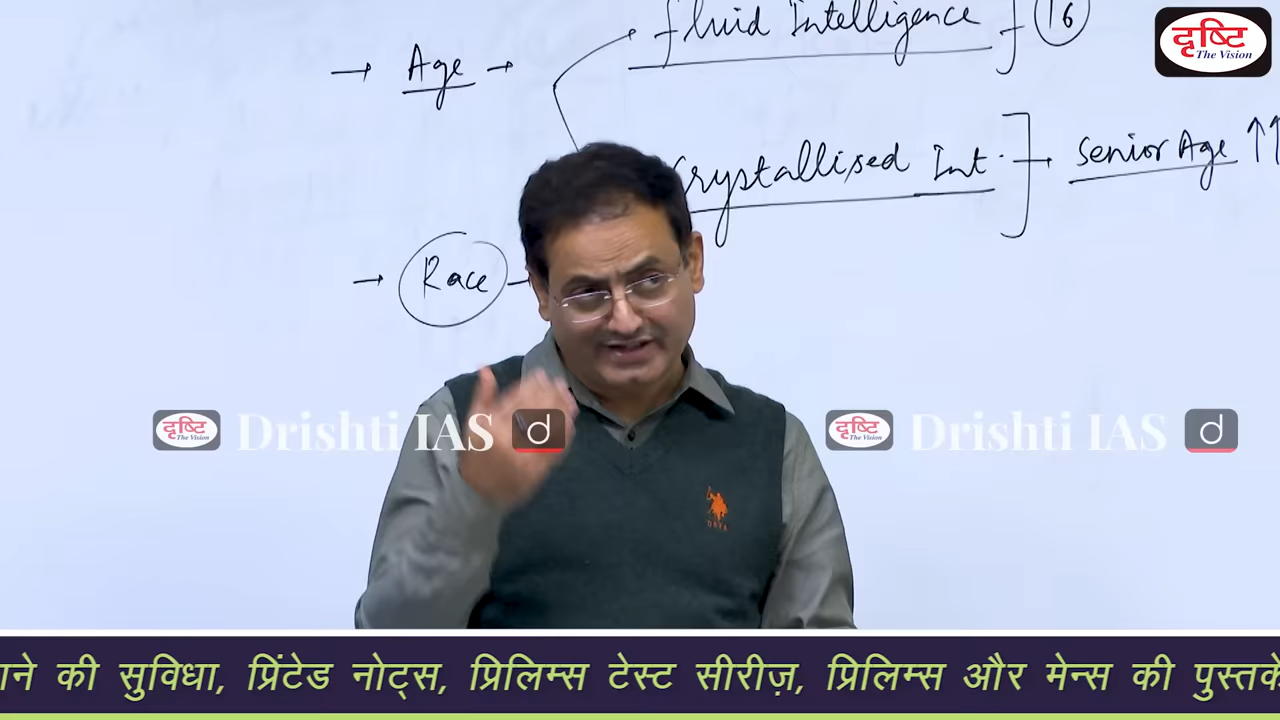 fluid Intelligence
16
दृष्टि
The Vision
→ Age →
rystallised Int.
→ Senior Age ↑↑
→ Race
दृष्टि
The Vision
Drishti IAS
d
दृष्टि
The Vision
Drishti IAS
d
ाने की सुविधा, प्रिंटेड नोट्स, प्रिलिम्स टेस्ट सीरीज़, प्रिलिम्स और मेन्स की पुस्तके